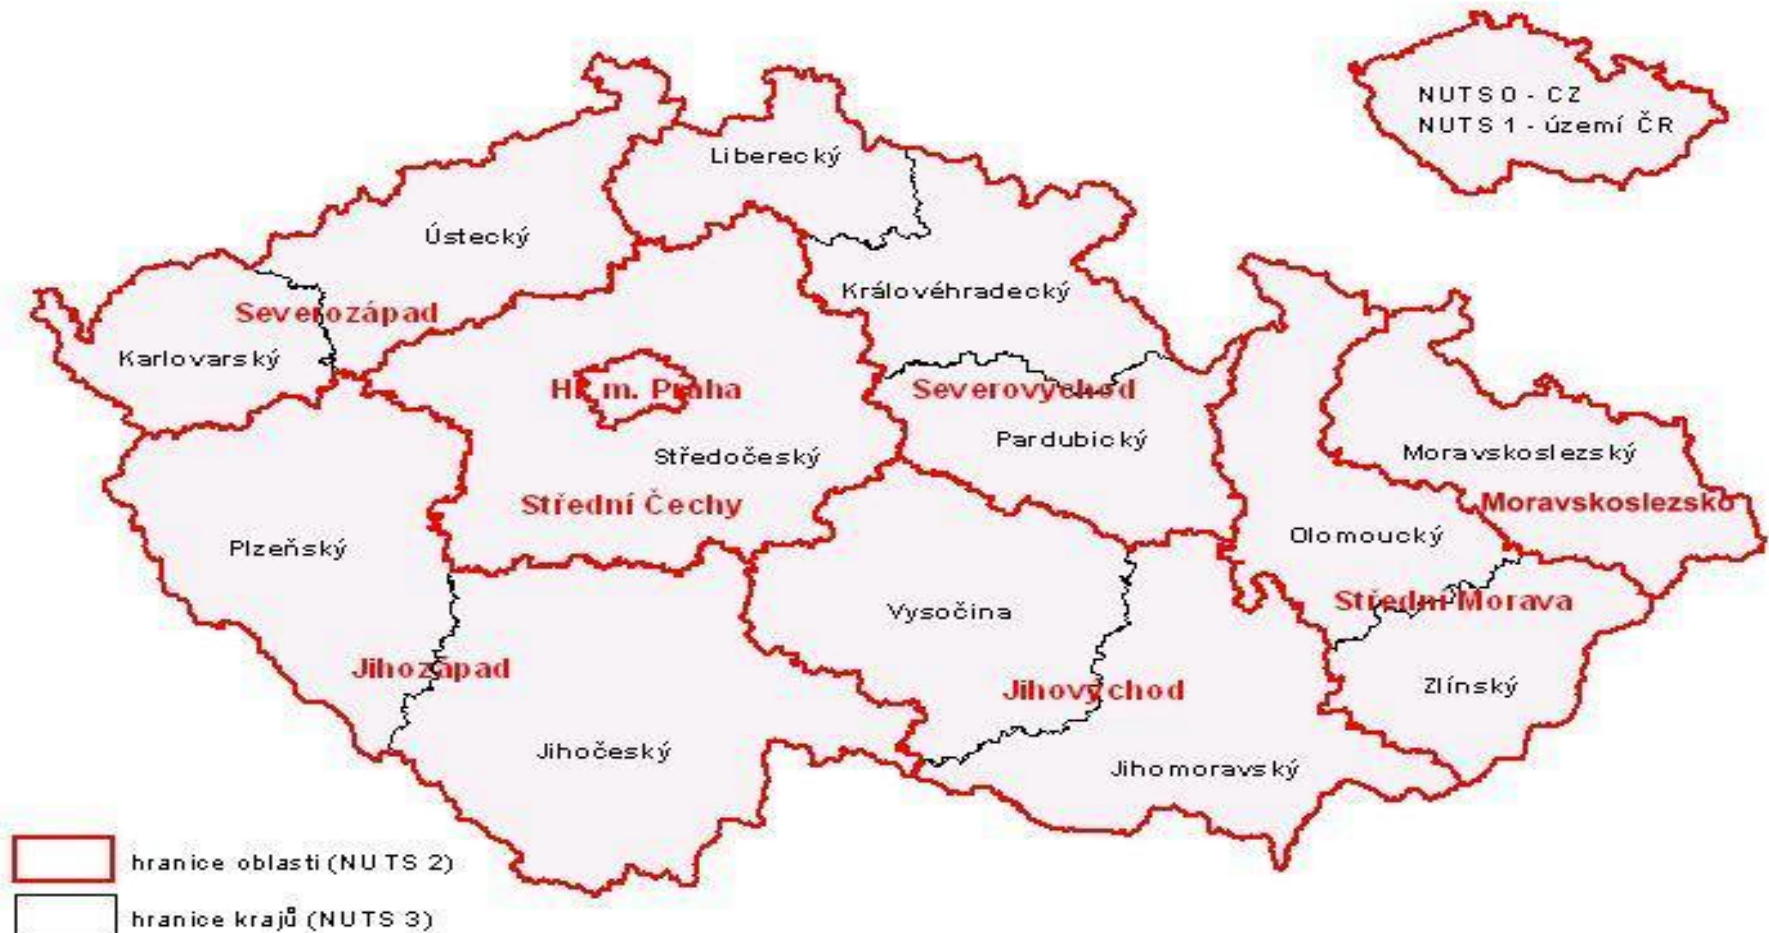 NUTS 0 - CZ
NUTS 1 - území ČR
Liberecký
Ústecký
Královéhradecký
Severozápad
Karlovarský
Hl. m. Praha
Severovýchod
Pardubický
Středočeský
Moravskoslezský
Střední Čechy
Moravskoslezsko
Olomoucký
Plzeňský
Vysočina
Střední Morava
Jihozápad
Jihovýchod
Zlínský
Jihočeský
Jihomoravský
hranice oblasti (NUTS 2)
hranice krajů (NUTS 3)